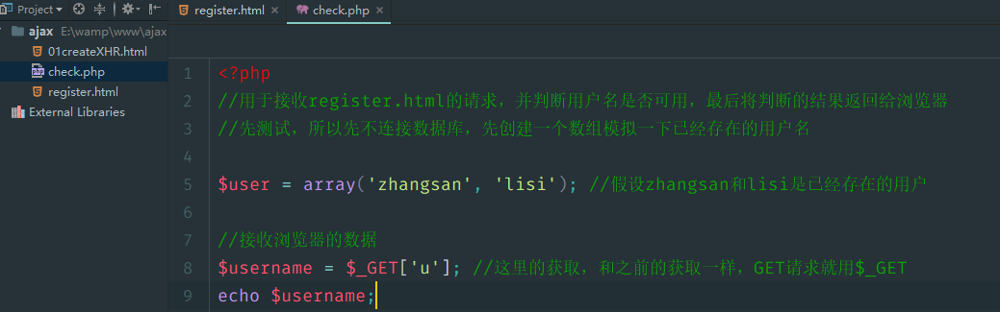 Project
register.html
check.php
ajax E:\wamp\www\ajax
01createXHR.html
check.php
register.html
External Libraries
1 <?php
2 //用于接收register.html的请求，并判断用户名是否可用，最后将判断的结果返回给浏览器
3 //先测试，所以先不连接数据库，先创建一个数组模拟一下已经存在的用户名
4
5 $user = array('zhangsan', 'lisi'); //假设zhangsan和lisi是已经存在的用户
6
7 //接收浏览器的数据
8 $username = $_GET['u']; //这里的获取，和之前的获取一样，GET请求就用$_GET
9 echo $username;